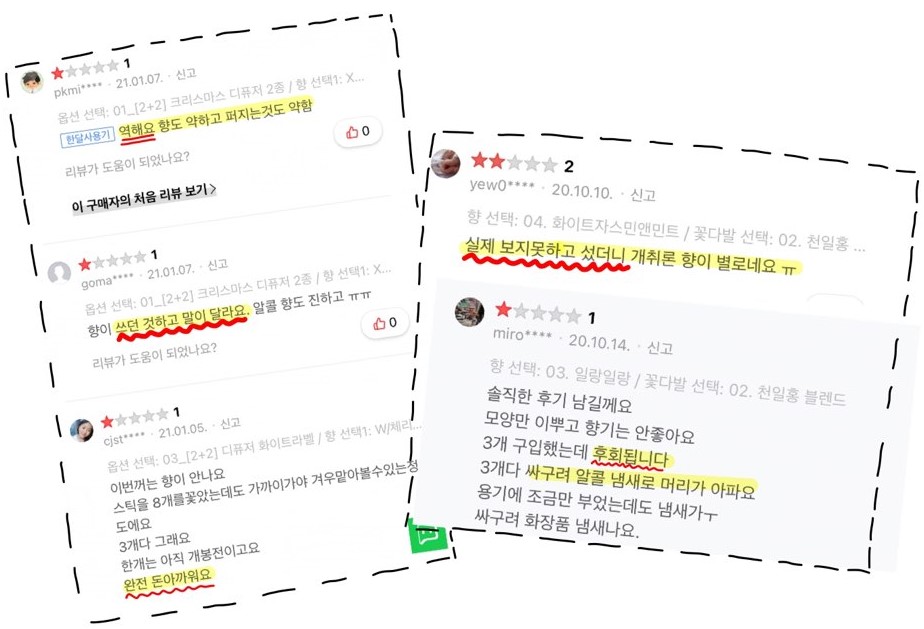 1
pkmi**** · 21.01.07. · 신고
옵션 선택: 01_[2+2] 크리스마스 디퓨저 2종 / 향 선택1: X...
한달사용기 역해요 향도 약하고 퍼지는것도 약함
0
리뷰가 도움이 되었나요?
이 구매자의 처음 리뷰 보기 >
1
goma**** · 21.01.07. · 신고
옵션 선택: 01_[2+2] 크리스마스 디퓨저 2종 / 향 선택1: X...
향이 쓰던 것하고 말이 달라요. 알콜 향도 진하고 ㅠㅠ
0
리뷰가 도움이 되었나요?
1
cjst**** · 21.01.05. · 신고
옵션 선택: 03_[2+2] 디퓨저 화이트라벨 / 향 선택1: W/체리...
이번꺼는 향이 안나요
스틱을 8개를꽂았는데도 가까이가야 겨우맡아볼수있는정
도에요
3개다 그래요
한개는 아직 개봉전이고요
완전 돈아까워요
2
yew0**** · 20.10.10. · 신고
향 선택: 04. 화이트자스민앤민트 / 꽃다발 선택: 02. 천일홍 ...
실제 보지못하고 섰더니 개취론 향이 별로네요 ㅠ
1
miro**** · 20.10.14. · 신고
향 선택: 03. 일랑일랑 / 꽃다발 선택: 02. 천일홍 블렌드
솔직한 후기 남길께요
모양만 이뿌고 향기는 안좋아요
3개 구입했는데 후회됩니다
3개다 싸구려 알콜 냄새로 머리가 아파요
용기에 조금만 부었는데도 냄새가ㅜ
싸구려 화장품 냄새나요.